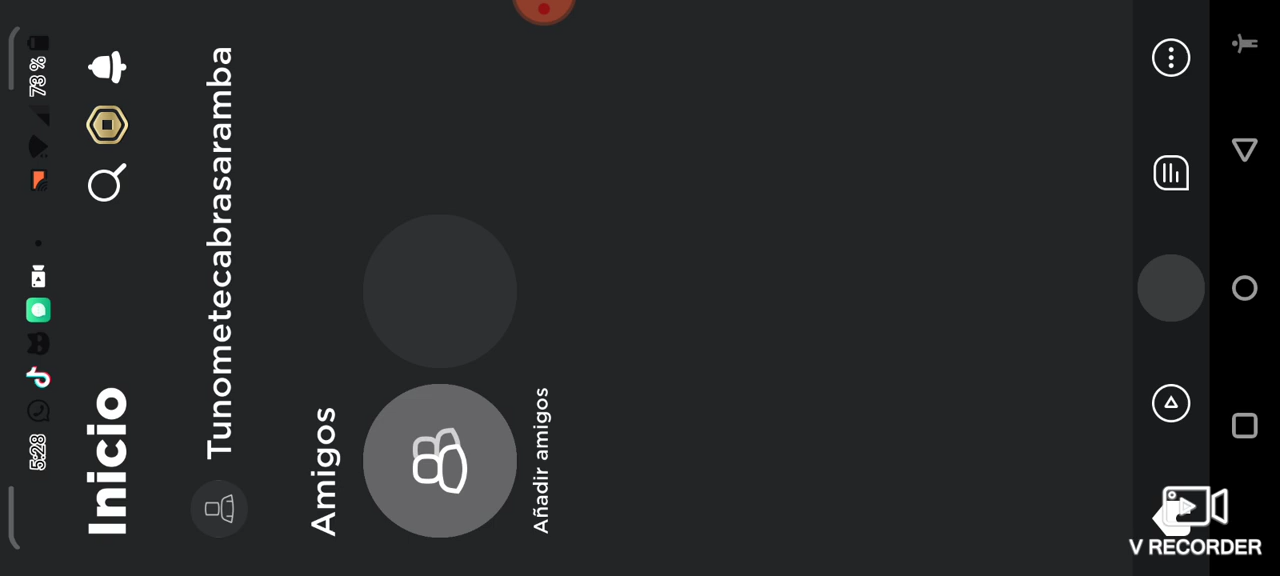 5:28
73 %
Inicio
Tunometecabrasaramba
Amigos
Añadir amigos
V RECORDER